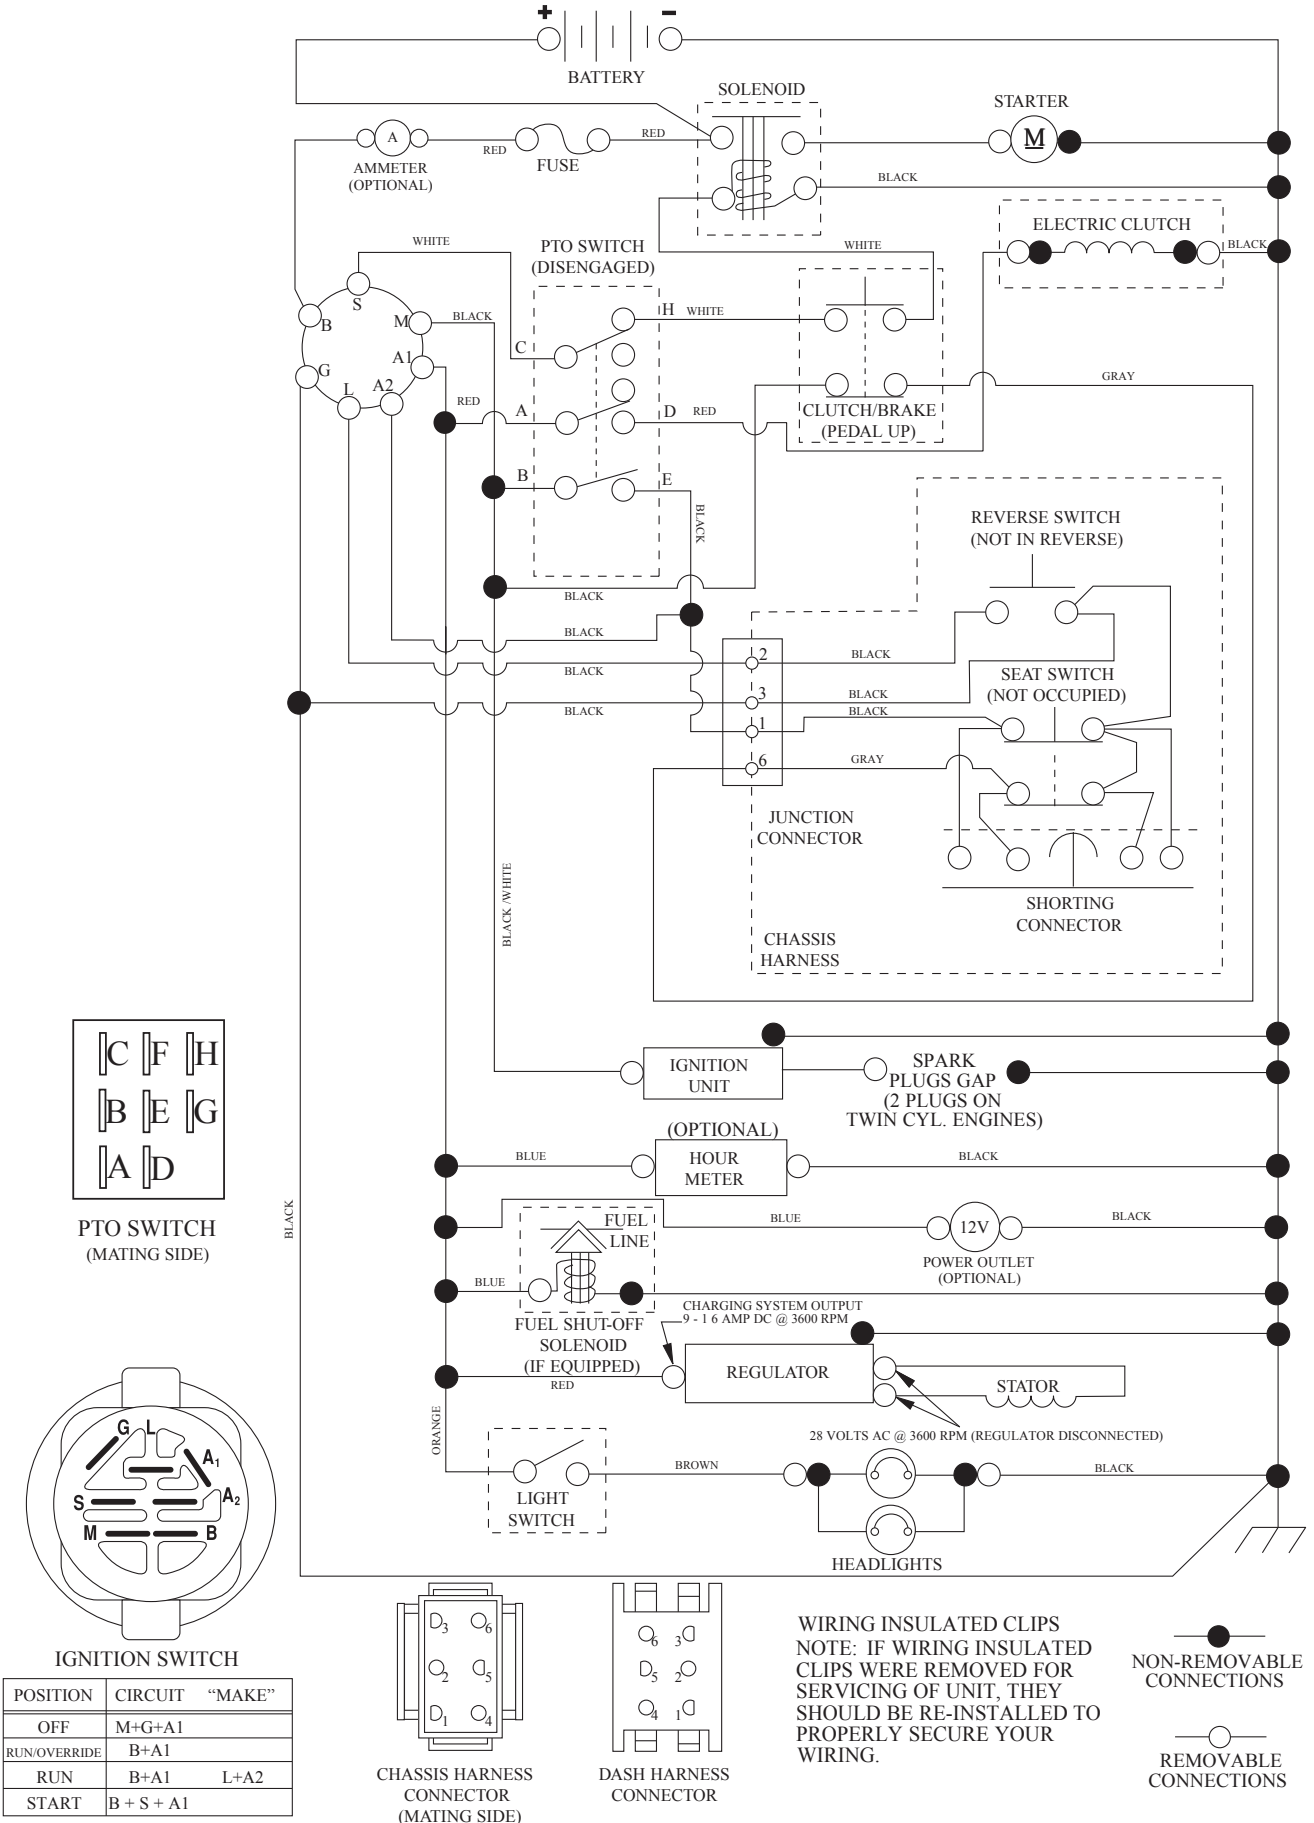 + −
BATTERY
SOLENOID
STARTER
M
A
RED
FUSE
RED
AMMETER
(OPTIONAL)
BLACK
ELECTRIC CLUTCH
BLACK
WHITE
PTO SWITCH
(DISENGAGED)
WHITE
S
B
M
BLACK
H
WHITE
C
G
A1
L
A2
RED
A
D
RED
GRAY
CLUTCH/BRAKE
(PEDAL UP)
B
E
BLACK
REVERSE SWITCH
(NOT IN REVERSE)
BLACK
BLACK
BLACK
2
BLACK
SEAT SWITCH
(NOT OCCUPIED)
3
BLACK
BLACK
BLACK
1
6
GRAY
JUNCTION
CONNECTOR
BLACK /WHITE
SHORTING
CONNECTOR
CHASSIS
HARNESS
C F H
B E G
A D
PTO SWITCH
(MATING SIDE)
BLACK
IGNITION
UNIT
SPARK
PLUGS GAP
(2 PLUGS ON
TWIN CYL. ENGINES)
(OPTIONAL)
BLUE
HOUR
METER
BLACK
FUEL
LINE
BLUE
12V
BLACK
POWER OUTLET
(OPTIONAL)
BLUE
FUEL SHUT-OFF
SOLENOID
(IF EQUIPPED)
CHARGING SYSTEM OUTPUT
9 - 1 6 AMP DC @ 3600 RPM
RED
REGULATOR
STATOR
28 VOLTS AC @ 3600 RPM (REGULATOR DISCONNECTED)
ORANGE
LIGHT
SWITCH
BROWN
BLACK
HEADLIGHTS
G L
A1
S
A2
M B
IGNITION SWITCH
POSITION CIRCUIT “MAKE”
OFF M+G+A1
RUN/OVERRIDE B+A1
RUN B+A1 L+A2
START B + S + A1
3 6
2 5
1 4
CHASSIS HARNESS
CONNECTOR
(MATING SIDE)
6 3
5 2
4 1
DASH HARNESS
CONNECTOR
WIRING INSULATED CLIPS
NOTE: IF WIRING INSULATED
CLIPS WERE REMOVED FOR
SERVICING OF UNIT, THEY
SHOULD BE RE-INSTALLED TO
PROPERLY SECURE YOUR
WIRING.
NON-REMOVABLE
CONNECTIONS
REMOVABLE
CONNECTIONS